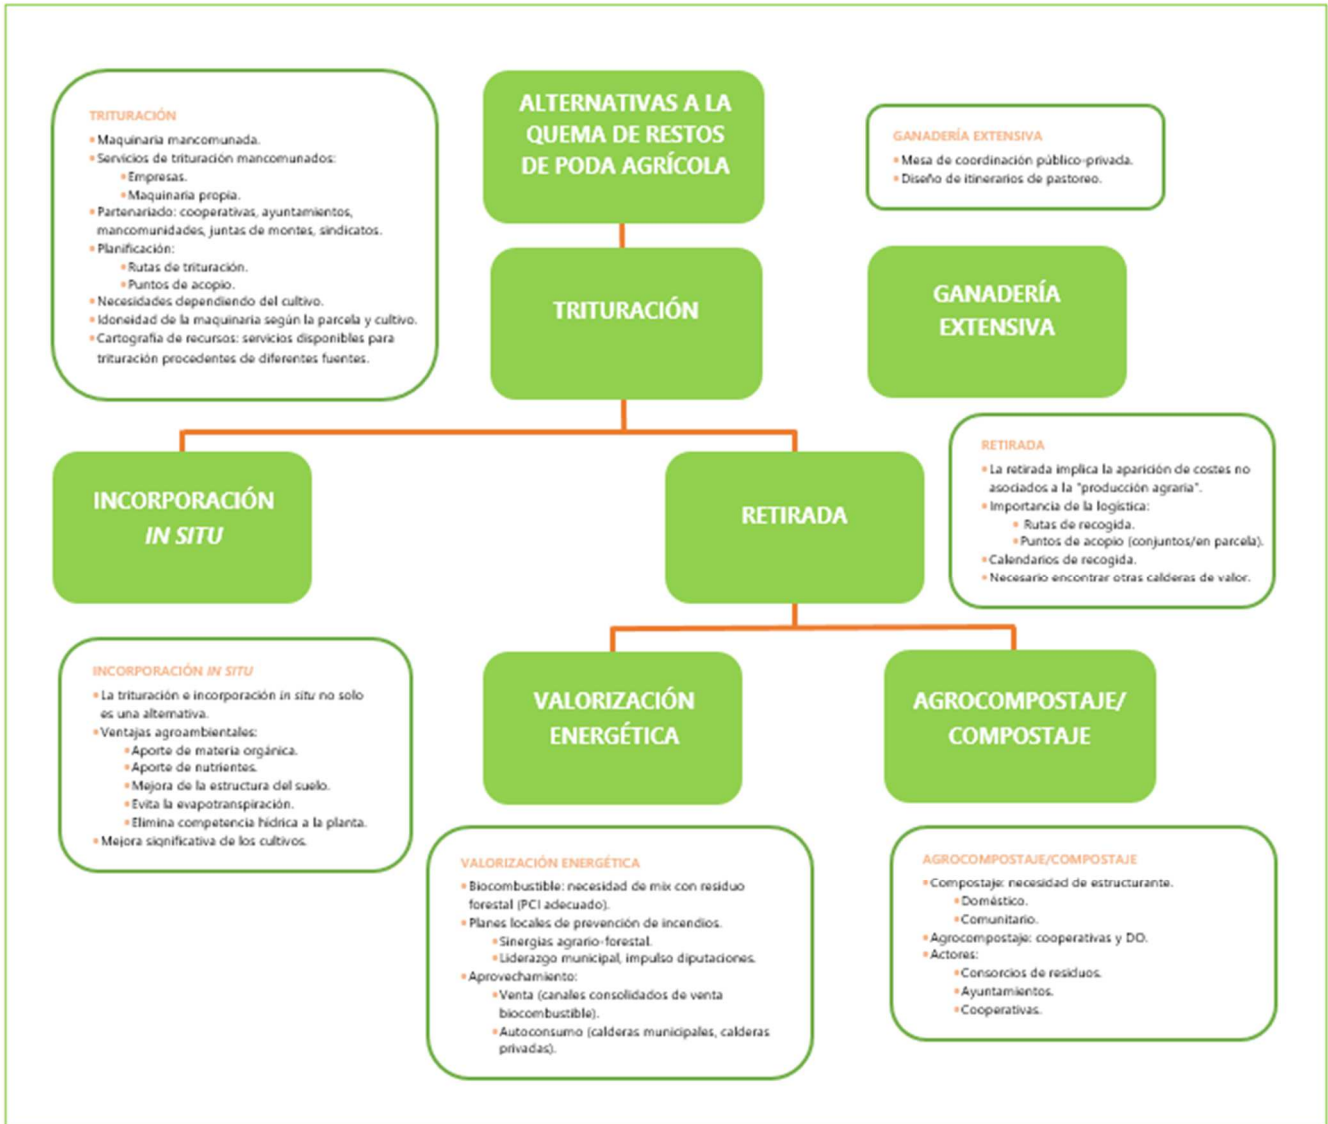 TRITURACIÓN
▪Maquinaria mancomunada.
▪Servicios de trituración mancomunados:
▪Empresas.
▪Maquinaria propia.
▪Partenariado: cooperativas, ayuntamientos,
mancomunidades, juntas de montes, sindicatos.
▪Planificación:
▪Rutas de trituración.
▪Puntos de acopio.
▪Necesidades dependiendo del cultivo.
▪Idoneidad de la maquinaria según la parcela y cultivo.
▪Cartografía de recursos: servicios disponibles para
trituración procedentes de diferentes fuentes.
ALTERNATIVAS A LA
QUEMA DE RESTOS
DE PODA AGRÍCOLA
GANADERÍA EXTENSIVA
▪Mesa de coordinación público-privada.
▪Diseño de itinerarios de pastoreo.
TRITURACIÓN
GANADERÍA
EXTENSIVA
INCORPORACIÓN
IN SITU
RETIRADA
RETIRADA
▪La retirada implica la aparición de costes no
asociados a la "producción agraria".
▪Importancia de la logística:
▪ Rutas de recogida.
▪Puntos de acopio (conjuntos/en parcela).
▪Calendarios de recogida.
▪Necesario encontrar otras calderas de valor.
INCORPORACIÓN IN SITU
▪La trituración e incorporación in situ no solo
es una alternativa.
▪Ventajas agroambientales:
▪Aporte de materia orgánica.
▪Aporte de nutrientes.
▪Mejora de la estructura del suelo.
▪Evita la evapotranspiración.
▪Elimina competencia hídrica a la planta.
▪Mejora significativa de los cultivos.
VALORIZACIÓN
ENERGÉTICA
AGROCOMPOSTAJE/
COMPOSTAJE
VALORIZACIÓN ENERGÉTICA
▪Biocombustible: necesidad de mix con residuo
forestal (PCI adecuado).
▪Planes locales de prevención de incendios.
▪Sinergias agrario-forestal.
▪Liderazgo municipal, impulso diputaciones.
▪Aprovechamiento:
▪Venta (canales consolidados de venta
biocombustible).
▪Autoconsumo (calderas municipales, calderas
privadas).
AGROCOMPOSTAJE/COMPOSTAJE
▪Compostaje: necesidad de estructurante.
▪Doméstico.
▪Comunitario.
▪Agrocompostaje: cooperativas y DO.
▪Actores:
▪Consorcios de residuos.
▪Ayuntamientos.
▪Cooperativas.